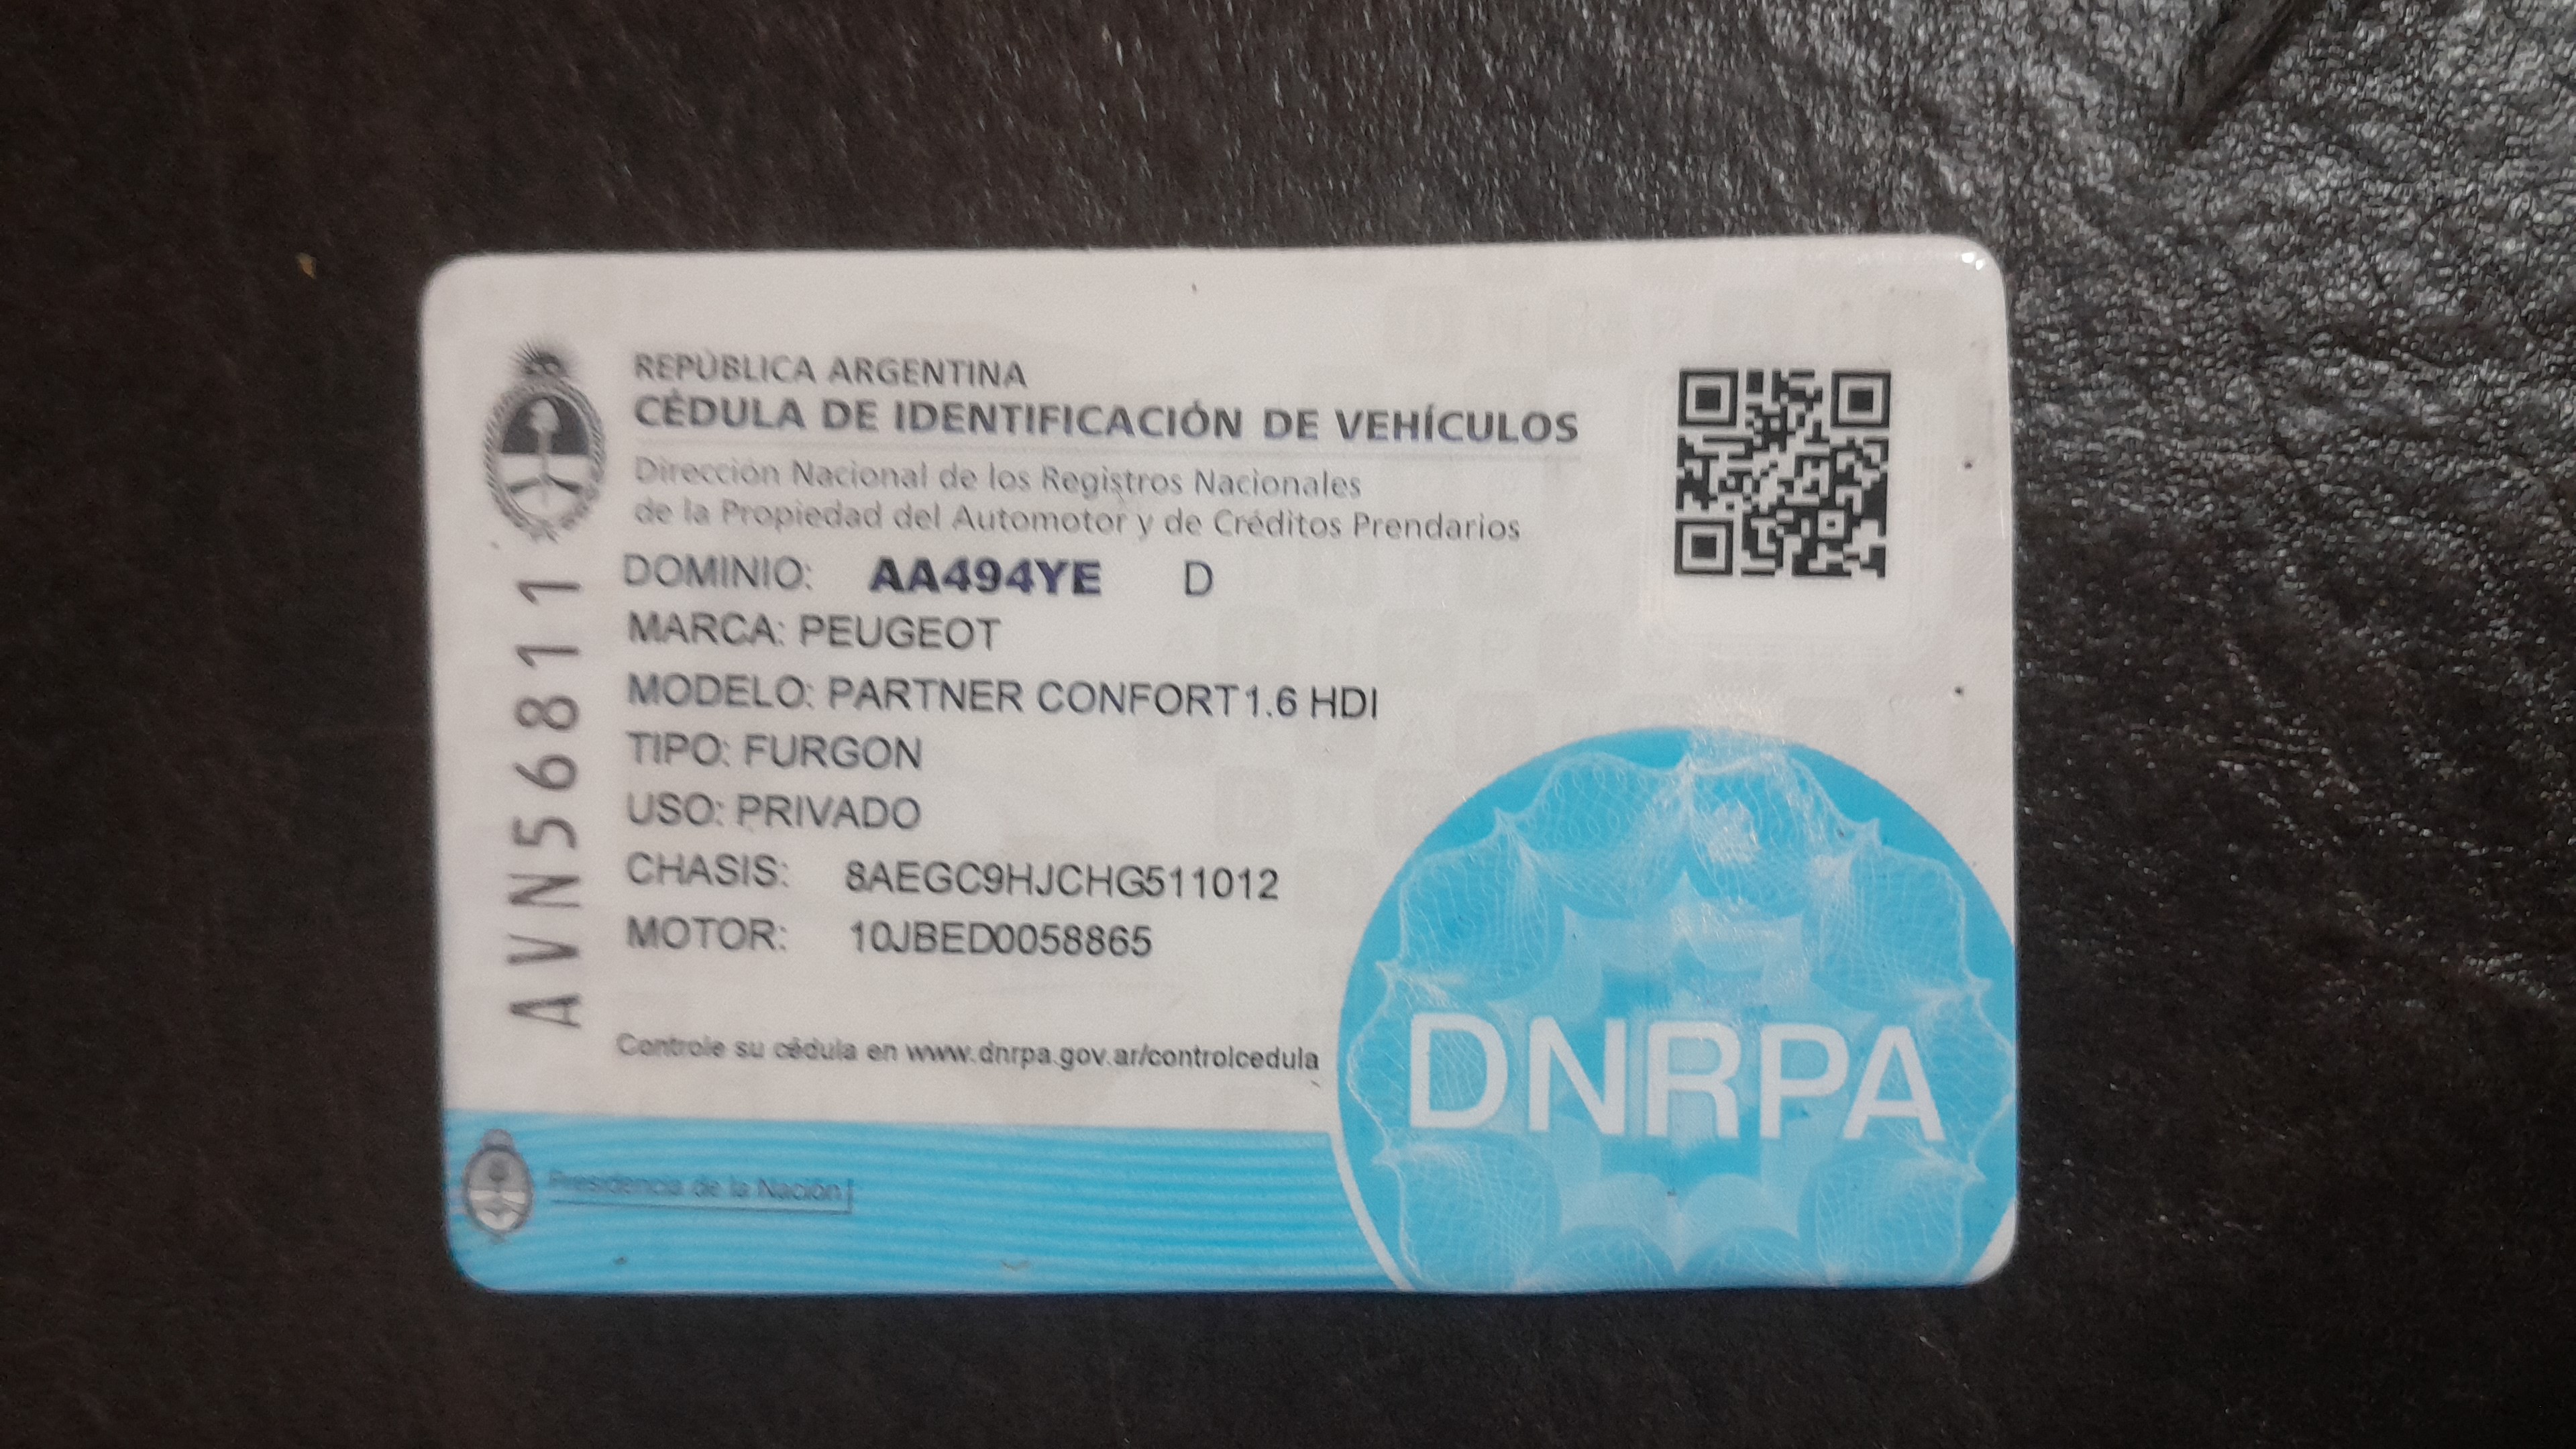 REPÚBLICA ARGENTINA
CÉDULA DE IDENTIFICACIÓN DE VEHÍCULOS
Dirección Nacional de los Registros Nacionales
de la Propiedad del Automotor y de Créditos Prendarios
DOMINIO: AA494YE D
MARCA: PEUGEOT
MODELO: PARTNER CONFORT 1.6 HDI
TIPO: FURGON
USO: PRIVADO
CHASIS: 8AEGC9HJCHG511012
MOTOR: 10JBED0058865
AVN56811
Controle su cédula en www.dnrpa.gov.ar/controlcedula
DNRPA
Presidencia de la Nación